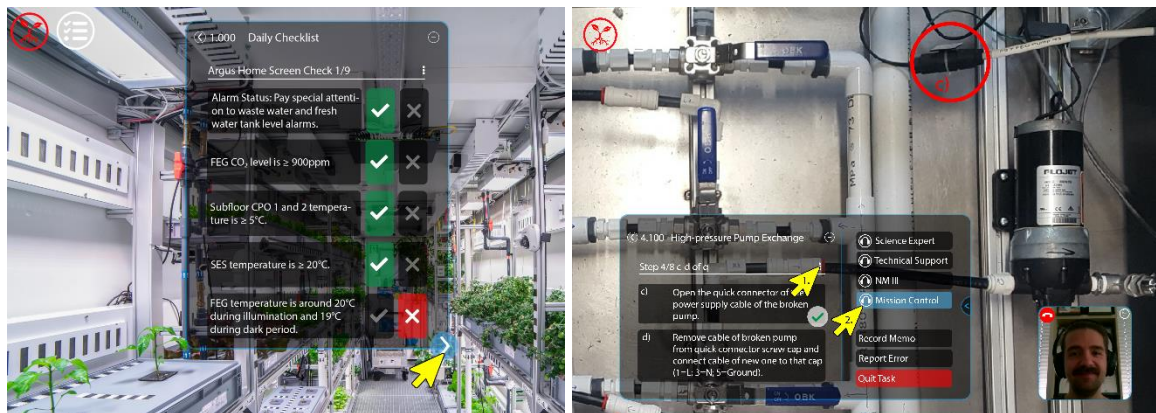 1.000 Daily Checklist
Argus Home Screen Check 1/9
Alarm Status: Pay special attenti-
on to waste water and fresh
water tank level alarms.
FEG CO₂ level is ≥ 900ppm
Subfloor CPO 1 and 2 tempera-
ture is ≥ 5°C.
SES temperature is ≥ 20°C.
FEG temperature is around 20°C
during illumination and 19°C
during dark period.
OBK
c)
FLOJET
4.100 High-pressure Pump Exchange
Step 4/8 c-d of q
1.
c) Open the quick connector of
power supply cable of the broken
pump.
2.
d) Remove cable of broken pump
from quick connector screw cap and
connect cable of new one to that cap
(1=L; 3=N; 5=Ground).
Science Expert
Technical Support
NM III
Mission Control
Record Memo
Report Error
Quit Task
OBK